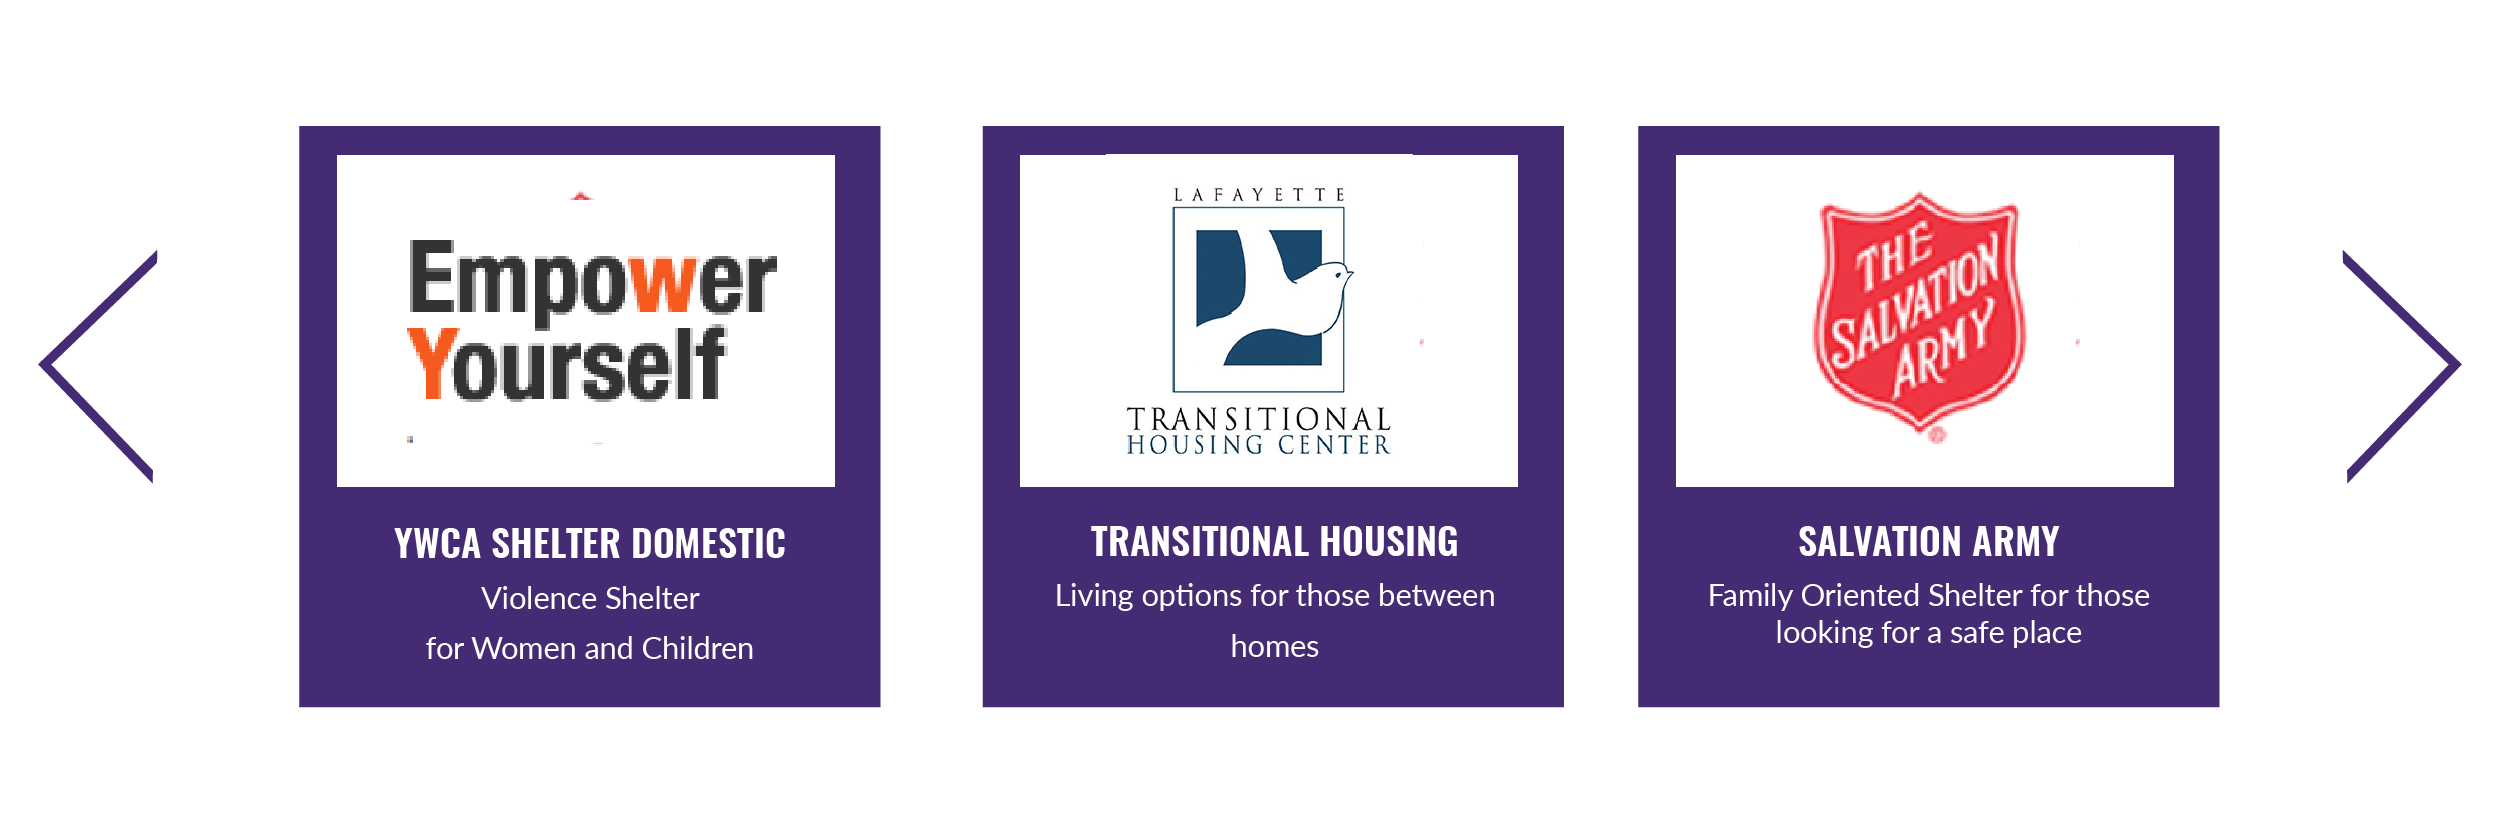 Empower
Yourself
YWCA SHELTER DOMESTIC
Violence Shelter
for Women and Children
LAFAYETTE
TRANSITIONAL
HOUSING CENTER
TRANSITIONAL HOUSING
Living options for those between
homes
THE
SALVATION
ARMY
®
SALVATION ARMY
Family Oriented Shelter for those
looking for a safe place